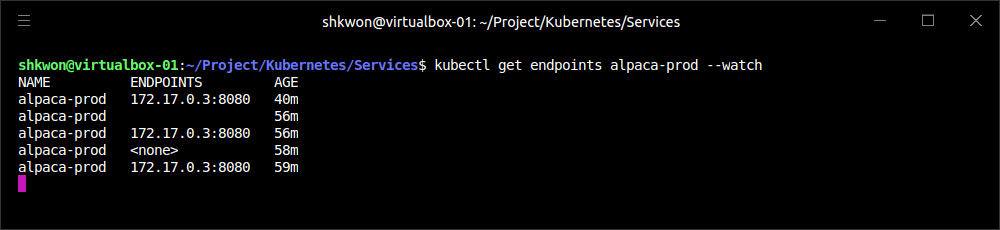 shkwon@virtualbox-01: ~/Project/Kubernetes/Services
shkwon@virtualbox-01:~/Project/Kubernetes/Services$ kubectl get endpoints alpaca-prod --watch
NAME          ENDPOINTS         AGE
alpaca-prod   172.17.0.3:8080   40m
alpaca-prod                     56m
alpaca-prod   172.17.0.3:8080   56m
alpaca-prod   <none>            58m
alpaca-prod   172.17.0.3:8080   59m